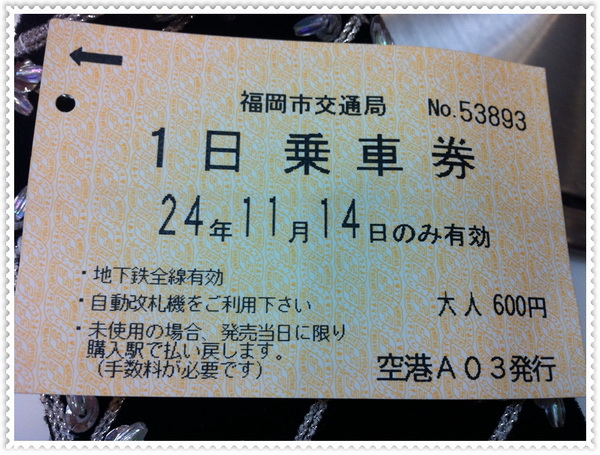 福岡市交通局 No.53893
1日乗車券
24年11月14日のみ有効
・地下鉄全線有効
・自動改札機をご利用下さい
大人 600円
・未使用の場合、発売当日に限り
購入駅で払い戻します。
(手数料が必要です)
空港A03発行